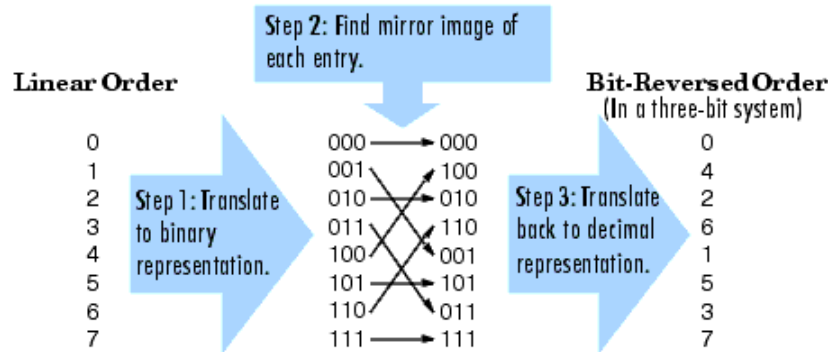 Step 2: Find mirror image of
each entry.
Linear Order
Bit-Reversed Order
(In a three-bit system)
0 000 000 0
1 001 100 4
2 010 010 2
3 011 110 6
4 100 001 1
5 101 101 5
6 110 011 3
7 111 111 7
Step 1: Translate
to binary
representation.
Step 3: Translate
back to decimal
representation.